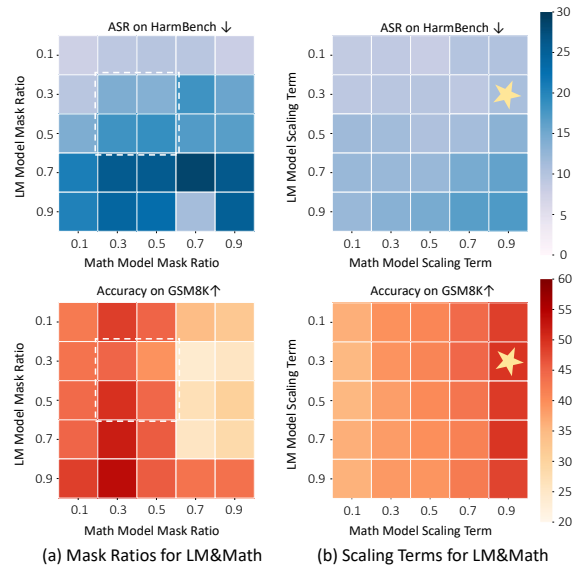 ASR on HarmBench ↓
LM Model Mask Ratio
0.1
0.3
0.5
0.7
0.9
0.1 0.3 0.5 0.7 0.9
Math Model Mask Ratio
ASR on HarmBench ↓
LM Model Scaling Term
0.1
0.3
0.5
0.7
0.9
0.1 0.3 0.5 0.7 0.9
Math Model Scaling Term
30
25
20
15
10
5
0
Accuracy on GSM8K↑
LM Model Mask Ratio
0.1
0.3
0.5
0.7
0.9
0.1 0.3 0.5 0.7 0.9
Math Model Mask Ratio
Accuracy on GSM8K↑
LM Model Scaling Term
0.1
0.3
0.5
0.7
0.9
0.1 0.3 0.5 0.7 0.9
Math Model Scaling Term
60
55
50
45
40
35
30
25
20
(a) Mask Ratios for LM&Math
(b) Scaling Terms for LM&Math